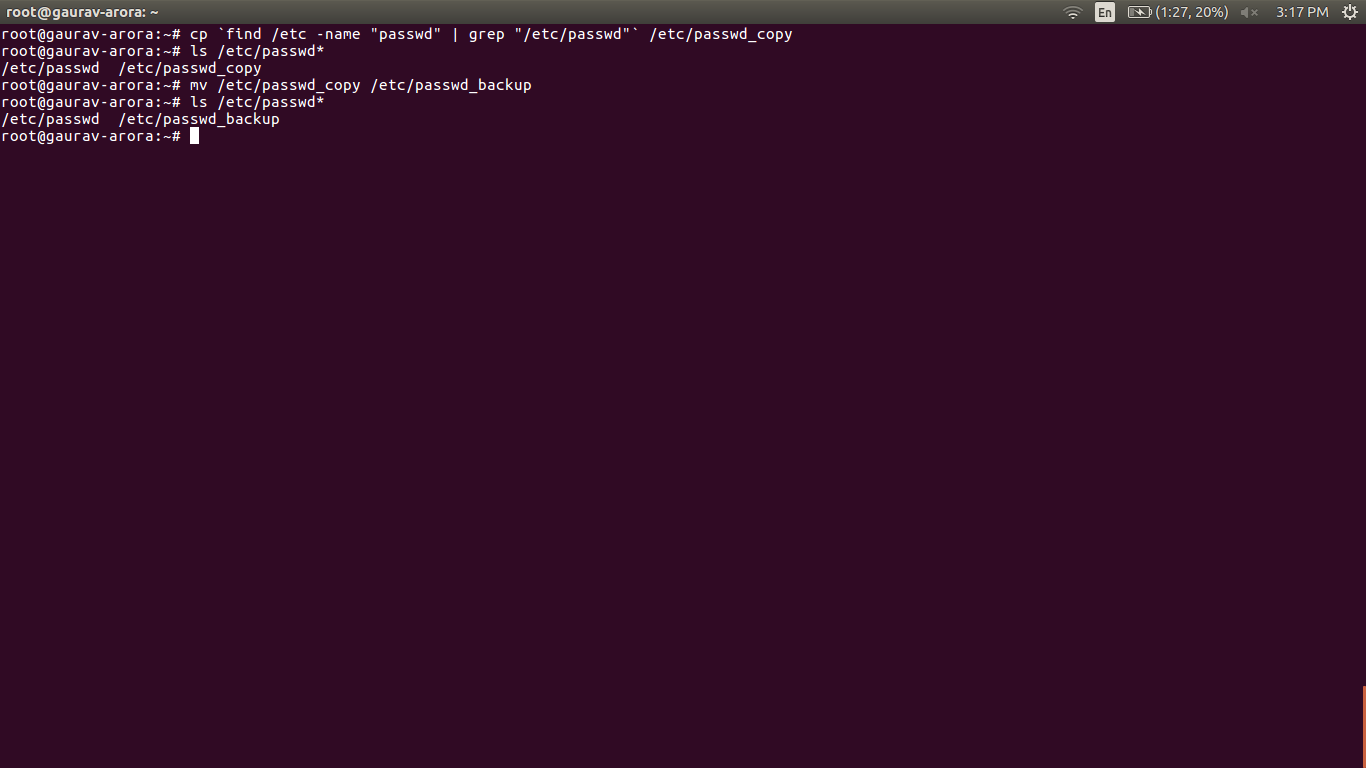 root@gaurav-arora: ~
En (1:27, 20%) 3:17 PM
root@gaurav-arora:~# cp `find /etc -name "passwd" | grep "/etc/passwd"` /etc/passwd_copy
root@gaurav-arora:~# ls /etc/passwd*
/etc/passwd  /etc/passwd_copy
root@gaurav-arora:~# mv /etc/passwd_copy /etc/passwd_backup
root@gaurav-arora:~# ls /etc/passwd*
/etc/passwd  /etc/passwd_backup
root@gaurav-arora:~#